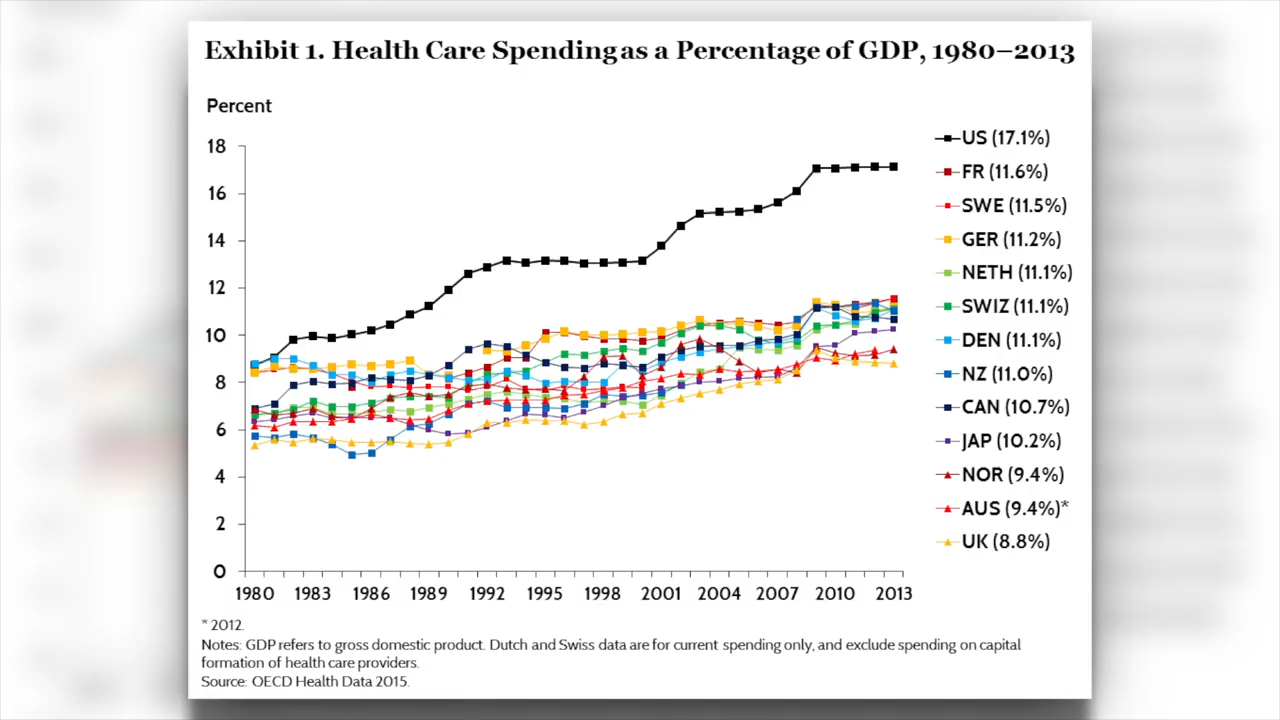 Exhibit 1. Health Care Spending as a Percentage of GDP, 1980–2013
Percent
18
16
14
12
10
8
6
4
2
0
1980 1983 1986 1989 1992 1995 1998 2001 2004 2007 2010 2013
US (17.1%)
FR (11.6%)
SWE (11.5%)
GER (11.2%)
NETH (11.1%)
SWIZ (11.1%)
DEN (11.1%)
NZ (11.0%)
CAN (10.7%)
JAP (10.2%)
NOR (9.4%)
AUS (9.4%)*
UK (8.8%)
* 2012.
Notes: GDP refers to gross domestic product. Dutch and Swiss data are for current spending only, and exclude spending on capital
formation of health care providers.
Source: OECD Health Data 2015.